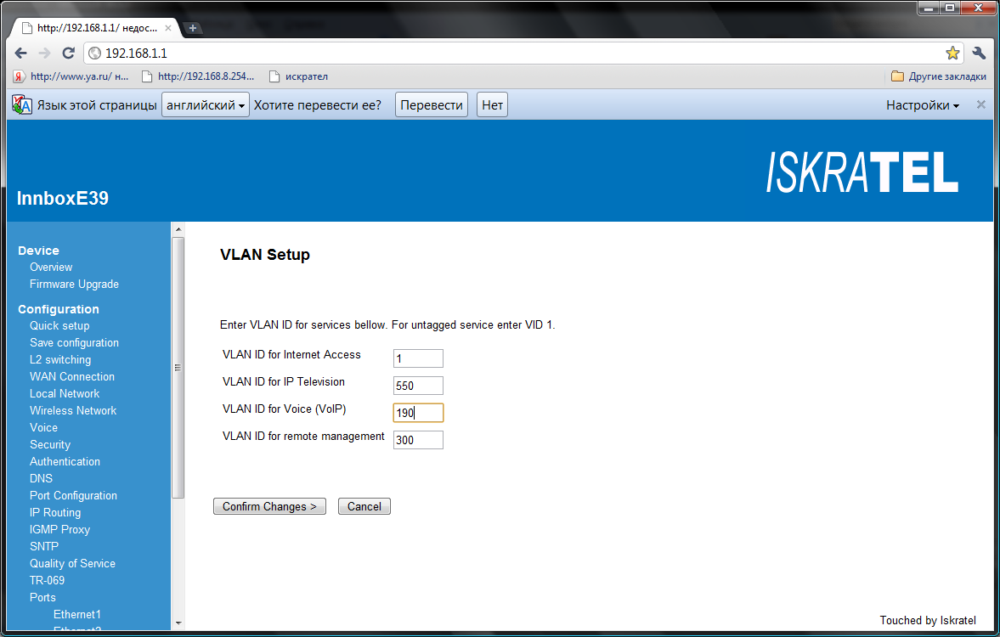 http://192.168.1.1/ недос...
192.168.1.1
http://www.ya.ru/ н... http://192.168.8.254... искрател Другие закладки
Язык этой страницы английский Хотите перевести ее? Перевести Нет Настройки
InnboxE39
ISKRATEL
Device
Overview
Firmware Upgrade
Configuration
Quick setup
Save configuration
L2 switching
WAN Connection
Local Network
Wireless Network
Voice
Security
Authentication
DNS
Port Configuration
IP Routing
IGMP Proxy
SNTP
Quality of Service
TR-069
Ports
Ethernet1
VLAN Setup
Enter VLAN ID for services bellow. For untagged service enter VID 1.
VLAN ID for Internet Access 1
VLAN ID for IP Television 550
VLAN ID for Voice (VoIP) 190
VLAN ID for remote management 300
Confirm Changes > Cancel
Touched by Iskratel